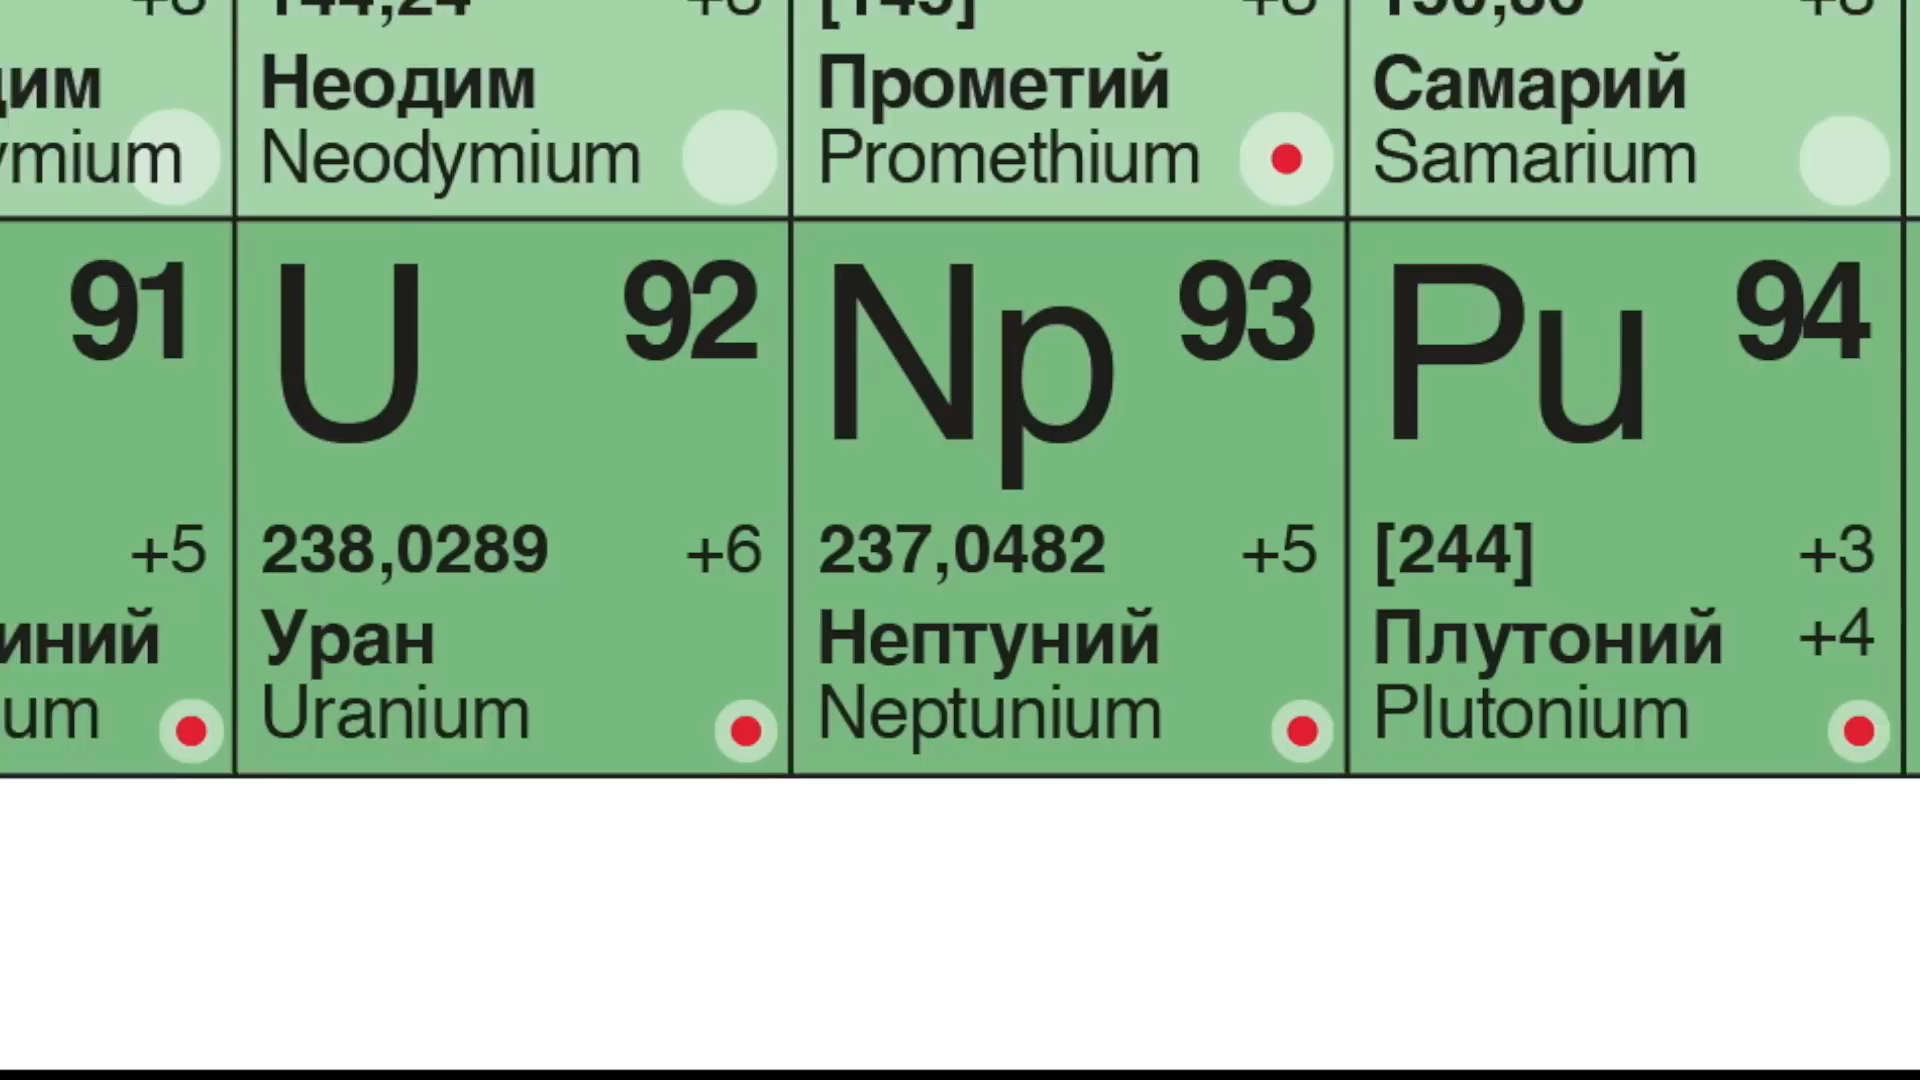 Неодим
Neodymium
Прометий
Promethium
Самарий
Samarium
91
U 92
Np 93
Pu 94
+5
238,0289 +6
237,0482 +5
[244] +3
+4
Уран
Uranium
Нептуний
Neptunium
Плутоний
Plutonium